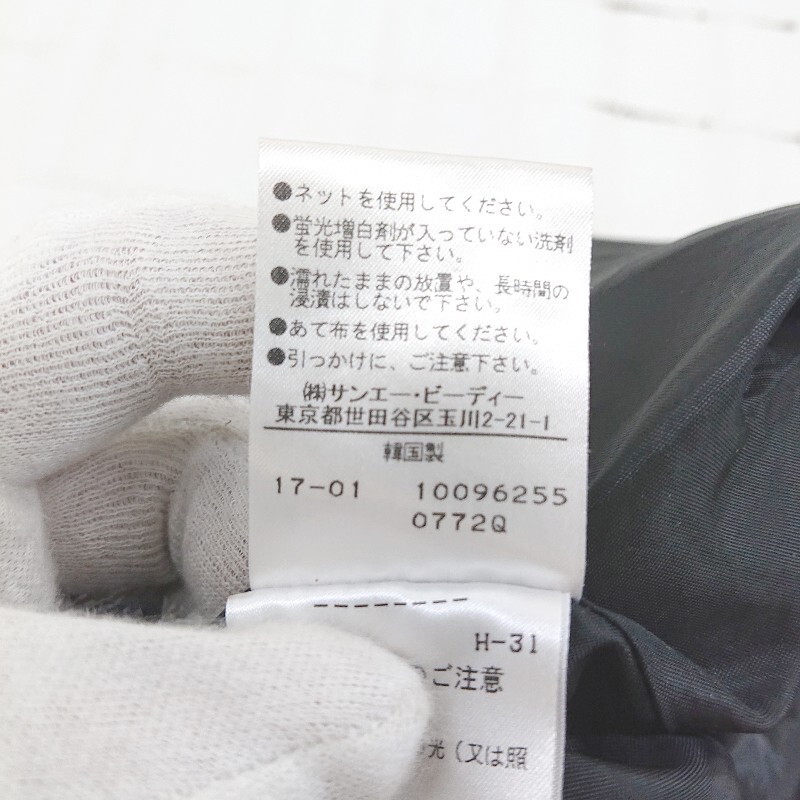 ●ネットを使用してください。
●蛍光増白剤が入っていない洗剤
を使用して下さい。
●濡れたままの放置や、長時間の
浸漬はしないで下さい。
●あて布を使用してください。
●引っかけに、ご注意下さい。
㈱サンエー・ビーディー
東京都世田谷区玉川2-21-1
韓国製
17-01 10096255
0772Q
H-31
ご注意
光(又は照